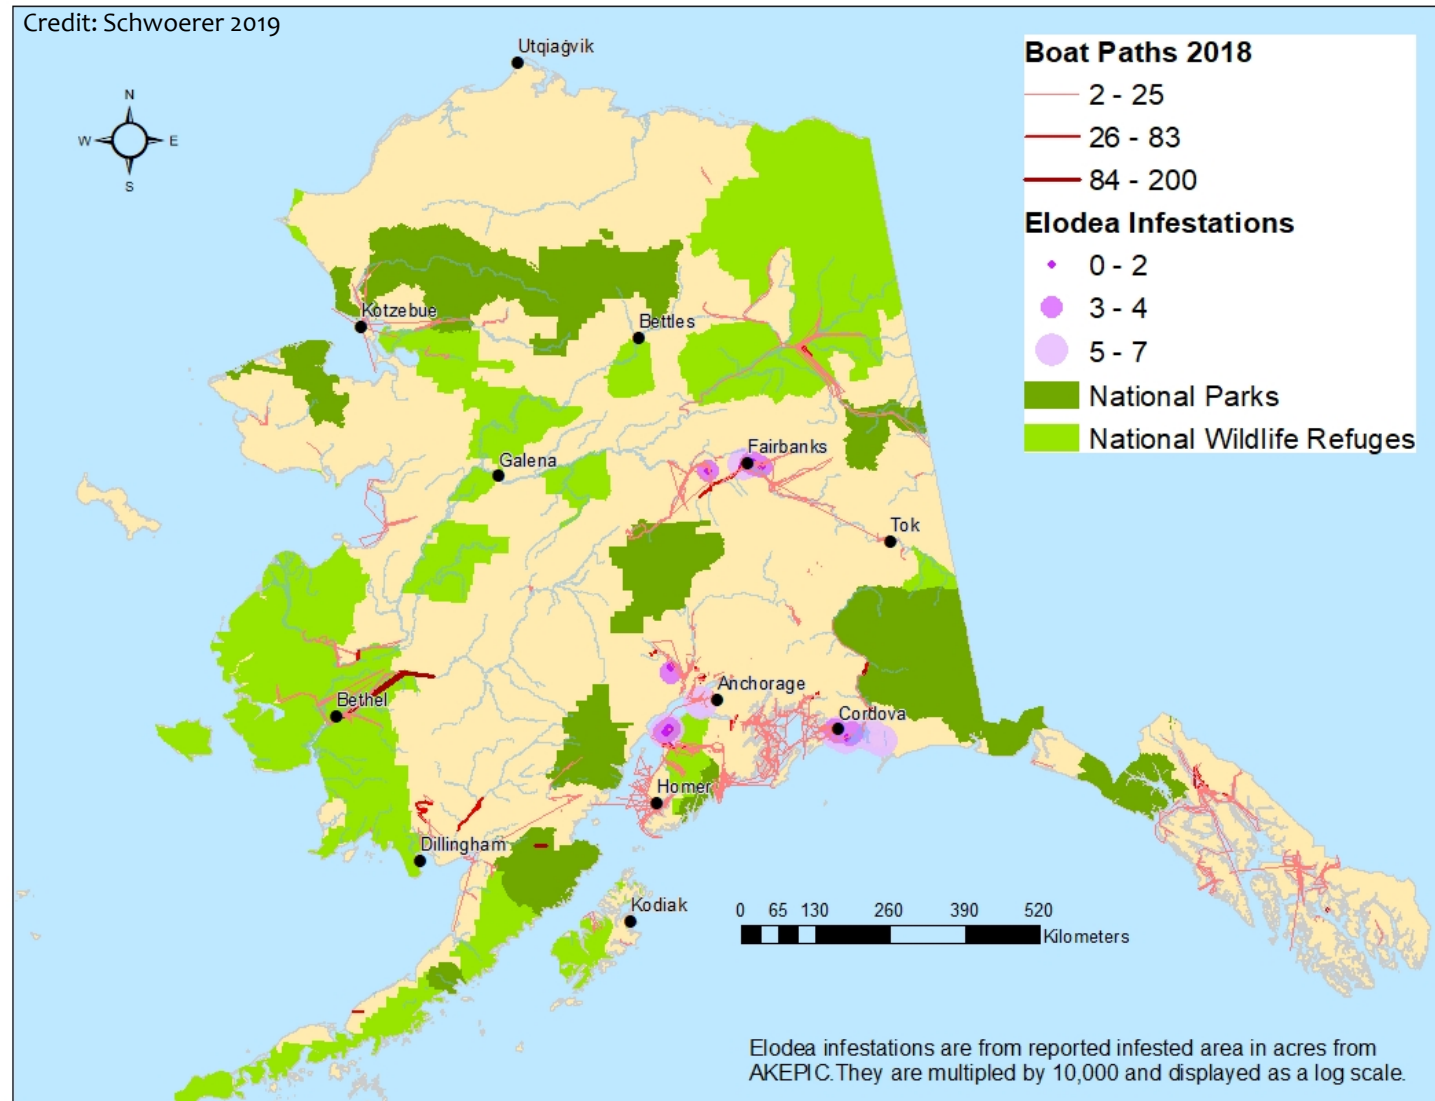 Credit: Schwoerer 2019
Utqiaġvik
N
W
E
S
Boat Paths 2018
2 - 25
26 - 83
84 - 200
Elodea Infestations
0 - 2
3 - 4
5 - 7
National Parks
National Wildlife Refuges
Kotzebue
Bettles
Fairbanks
Galena
Tok
Anchorage
Bethel
Cordova
Homer
Dillingham
Kodiak
0 65 130 260 390 520
Kilometers
Elodea infestations are from reported infested area in acres from
AKEPIC.They are multipled by 10,000 and displayed as a log scale.